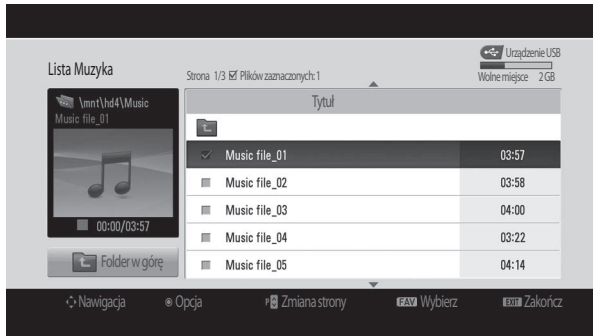 Urządzenie USB
Lista Muzyka
Strona 1/3 Plików zaznaczonych: 1
Wolne miejsce 2 GB
\mnt\hd4\Music
Music file_01
Tytuł
Music file_01 03:57
Music file_02 03:58
Music file_03 04:00
00:00/03:57
Music file_04 03:22
Folder w górę
Music file_05 04:14
Nawigacja Opcja P Zmiana strony FAV Wybierz EXIT Zakończ